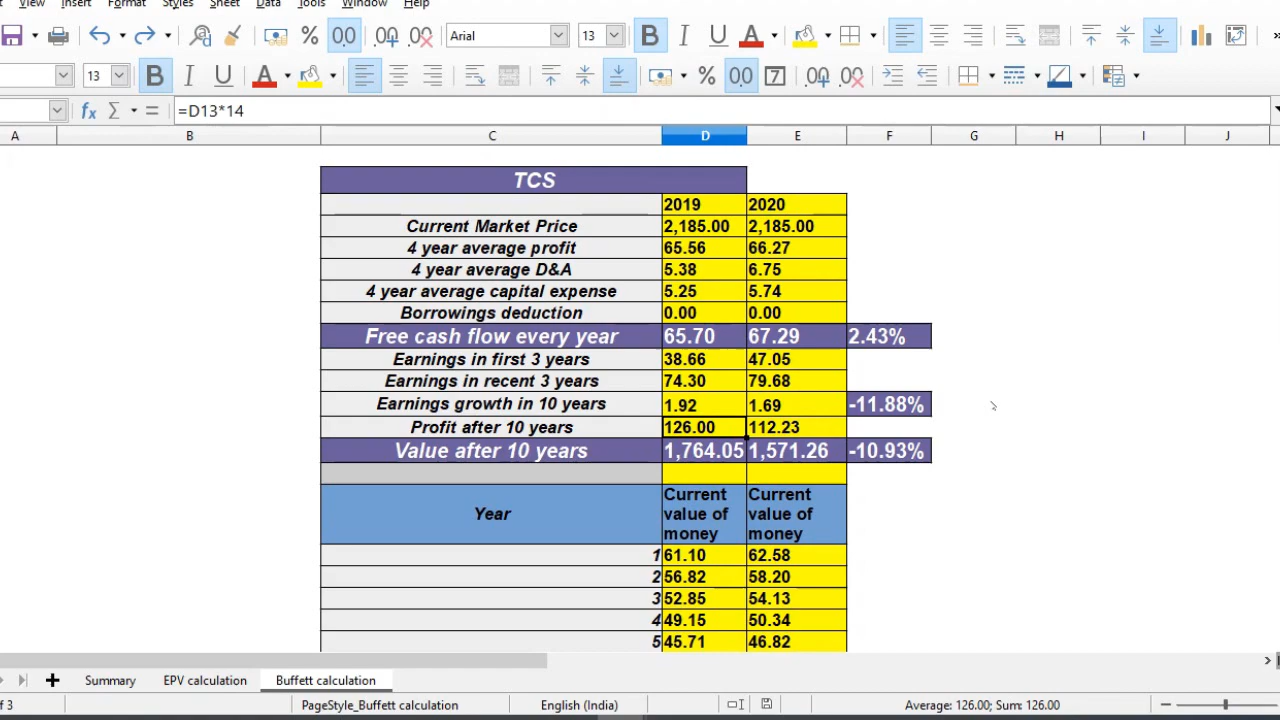 View Insert Format Styles Sheet Data Tools Window Help
Arial 13
13
=D13*14
A B C D E F G H I J
TCS
2019 2020
Current Market Price 2,185.00 2,185.00
4 year average profit 65.56 66.27
4 year average D&A 5.38 6.75
4 year average capital expense 5.25 5.74
Borrowings deduction 0.00 0.00
Free cash flow every year 65.70 67.29 2.43%
Earnings in first 3 years 38.66 47.05
Earnings in recent 3 years 74.30 79.68
Earnings growth in 10 years 1.92 1.69 -11.88%
Profit after 10 years 126.00 112.23
Value after 10 years 1,764.05 1,571.26 -10.93%
Year Current value of money Current value of money
1 61.10 62.58
2 56.82 58.20
3 52.85 54.13
4 49.15 50.34
5 45.71 46.82
Summary EPV calculation Buffett calculation
of 3 PageStyle_Buffett calculation English (India) Average: 126.00; Sum: 126.00